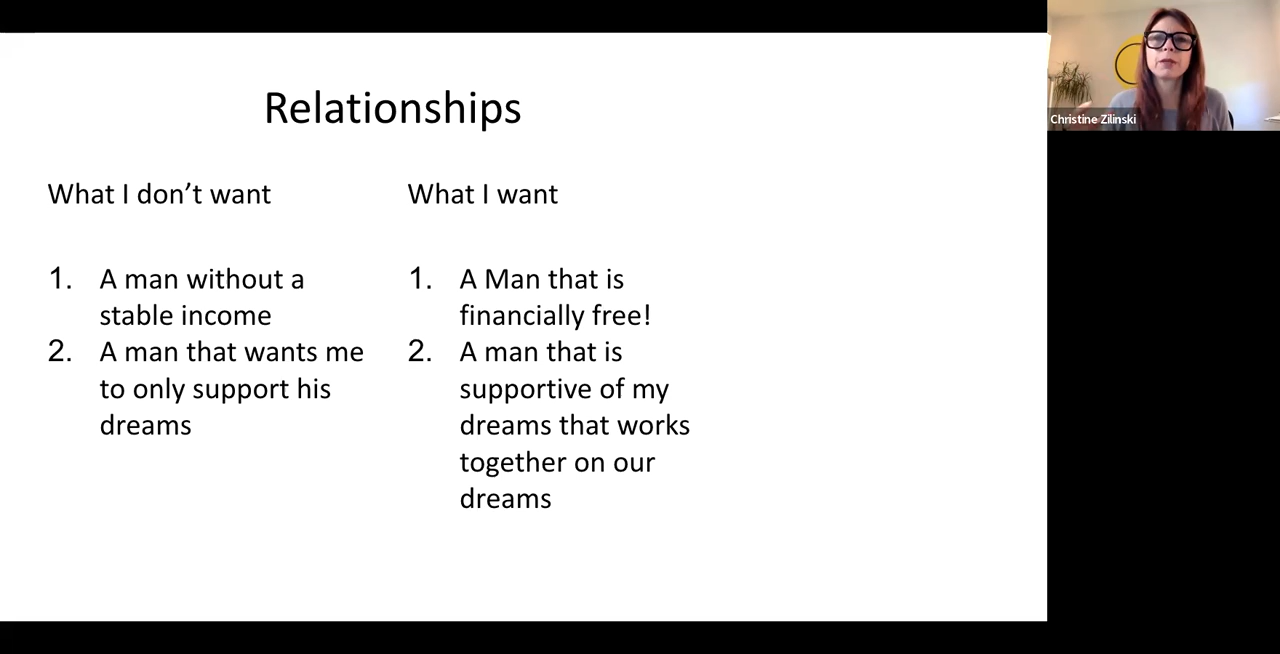 Relationships
What I don’t want
1. A man without a
stable income
2. A man that wants me
to only support his
dreams
What I want
1. A Man that is
financially free!
2. A man that is
supportive of my
dreams that works
together on our
dreams
Christine Zilinski